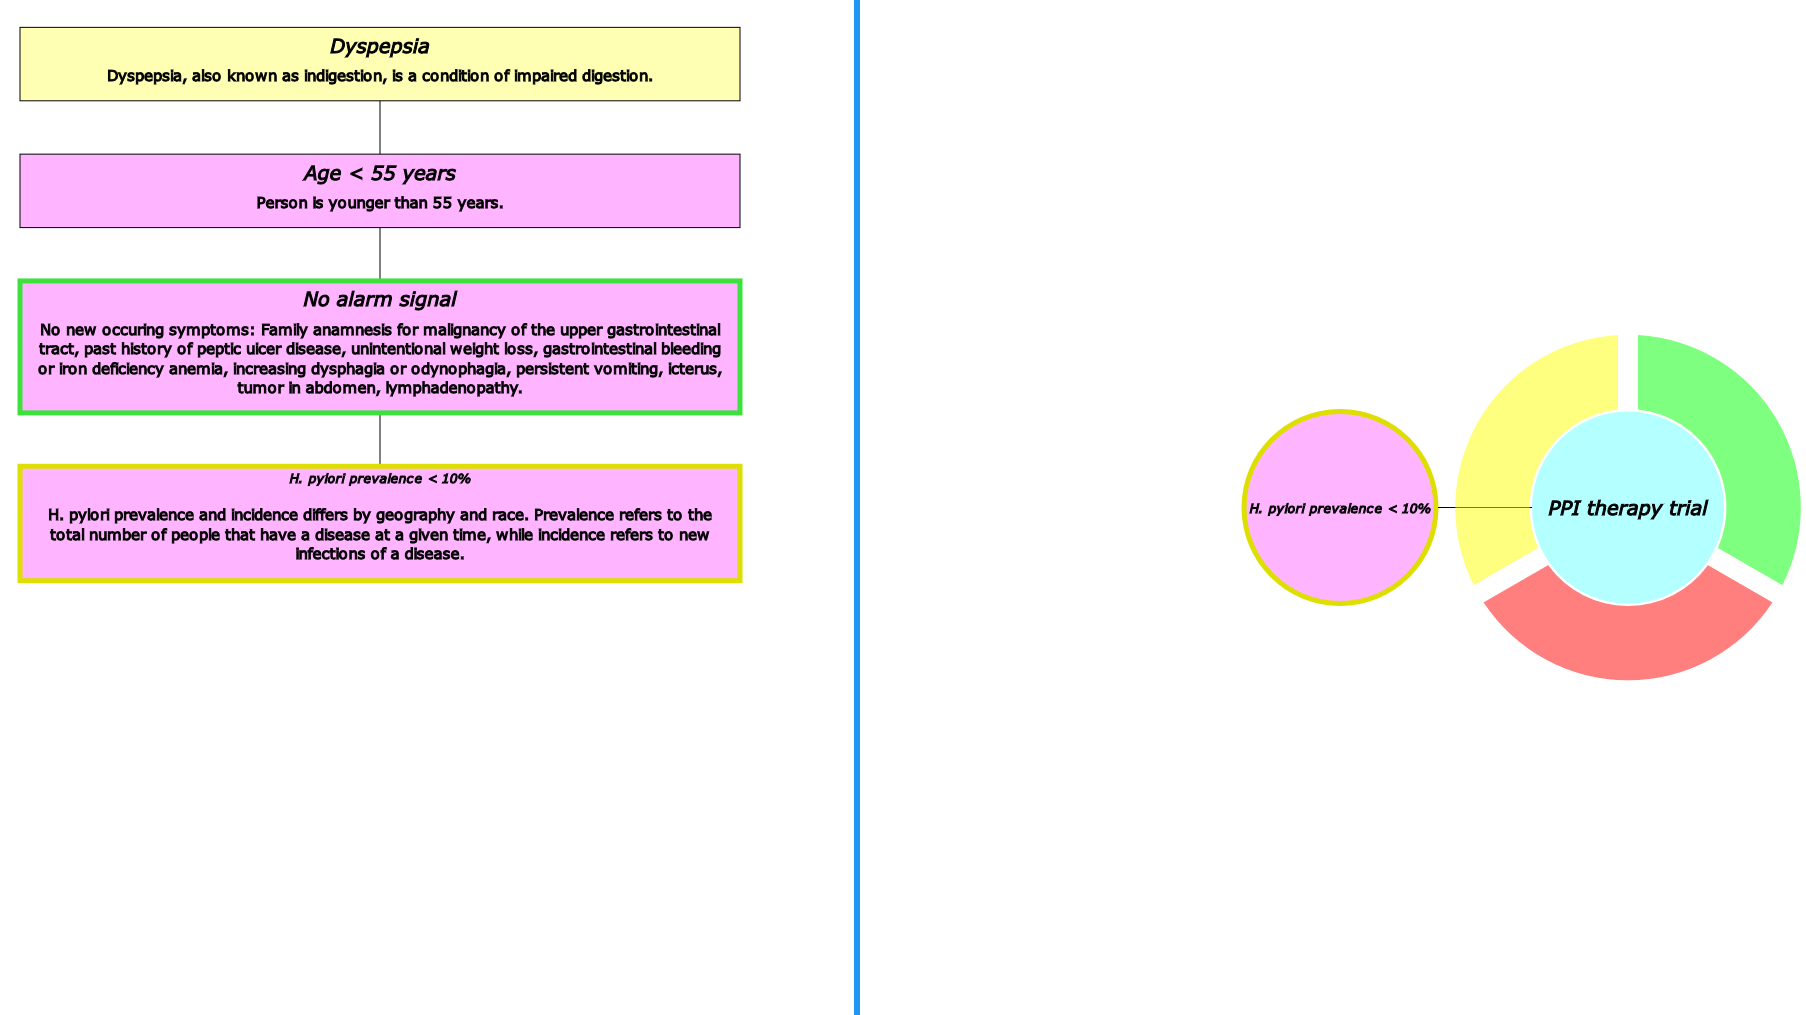 Dyspepsia
Dyspepsia, also known as indigestion, is a condition of impaired digestion.
Age < 55 years
Person is younger than 55 years.
No alarm signal
No new occuring symptoms: Family anamnesis for malignancy of the upper gastrointestinal
tract, past history of peptic ulcer disease, unintentional weight loss, gastrointestinal bleeding
or iron deficiency anemia, increasing dysphagia or odynophagia, persistent vomiting, icterus,
tumor in abdomen, lymphadenopathy.
H. pylori prevalence < 10%
H. pylori prevalence and incidence differs by geography and race. Prevalence refers to the
total number of people that have a disease at a given time, while incidence refers to new
infections of a disease.
H. pylori prevalence < 10%
PPI therapy trial